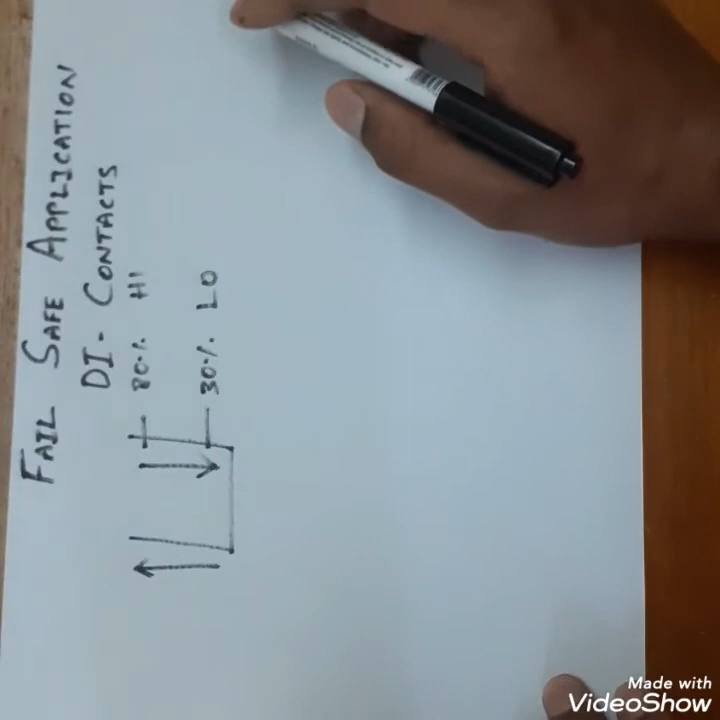 FAIL SAFE APPLICATION
DI- CONTACTS
80% HI
30% LO
Made with
VideoShow